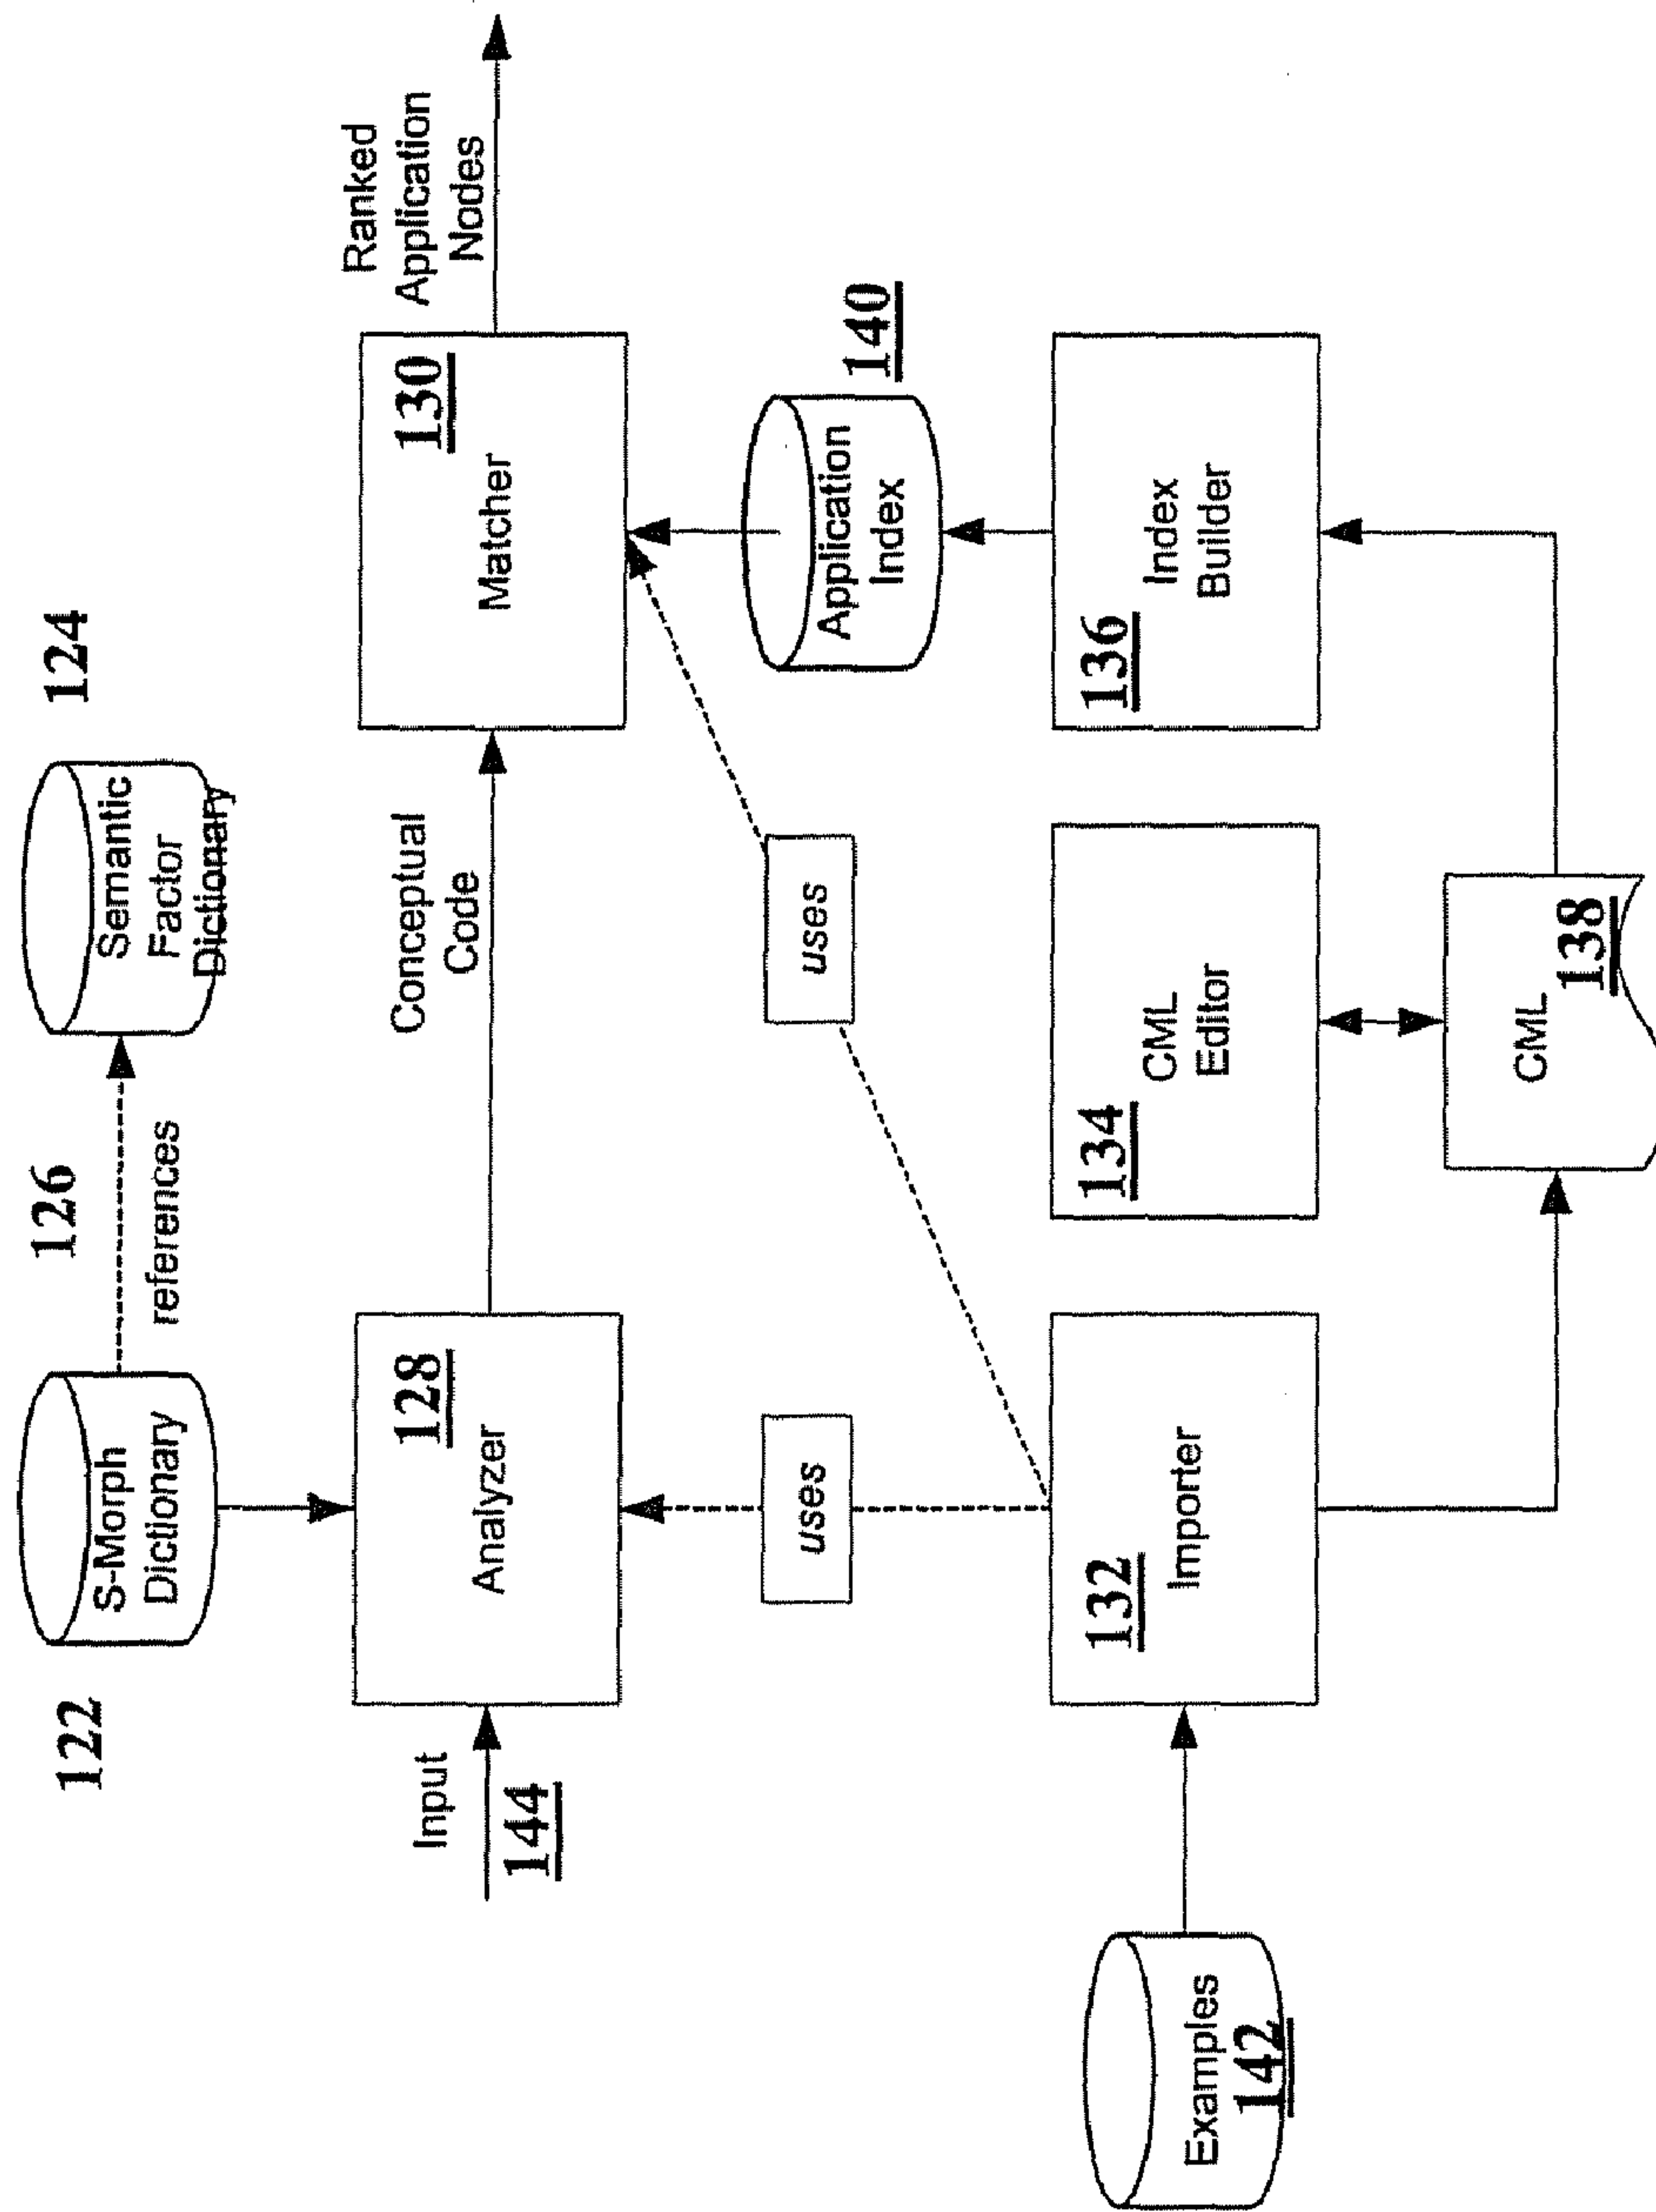 122
S-Morph
Dictionary
126
references
124
Semantic
Factor
Dictionary
Input
144
128
Analyzer
Conceptual
Code
130
Matcher
Ranked
Application
Nodes
uses
uses
Application
Index
140
Examples
142
132
Importer
134
CML
Editor
136
Index
Builder
CML
138